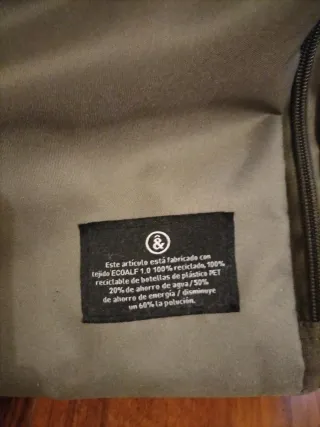 &
Este artículo está fabricado con
tejido ECOALF 1.0 100% reciclado, 100%
reciclable de botellas de plástico PET
20% de ahorro de agua / 50%
de ahorro de energía / disminuye
un 60% la polución.